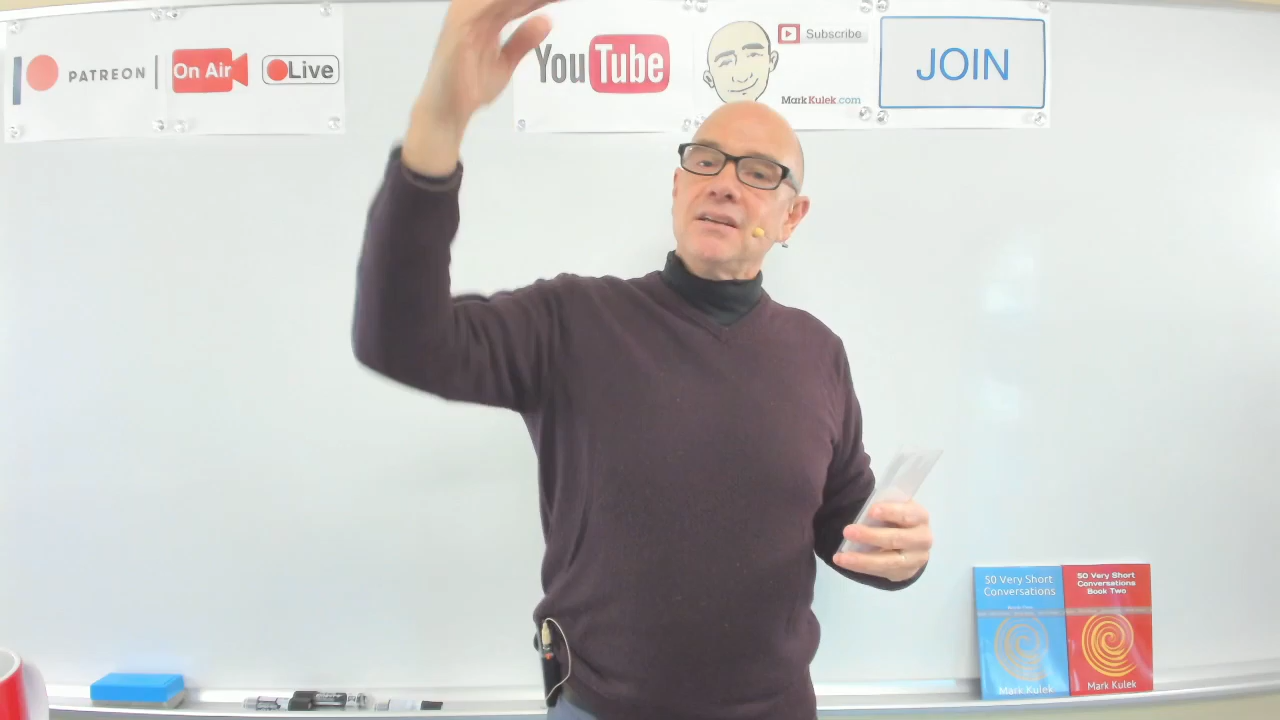 PATREON
On Air
Live
YouTube
Subscribe
MarkKulek.com
JOIN
50 Very Short
Conversations
Mark Kulek
50 Very Short
Conversations
Book Two
Mark Kulek